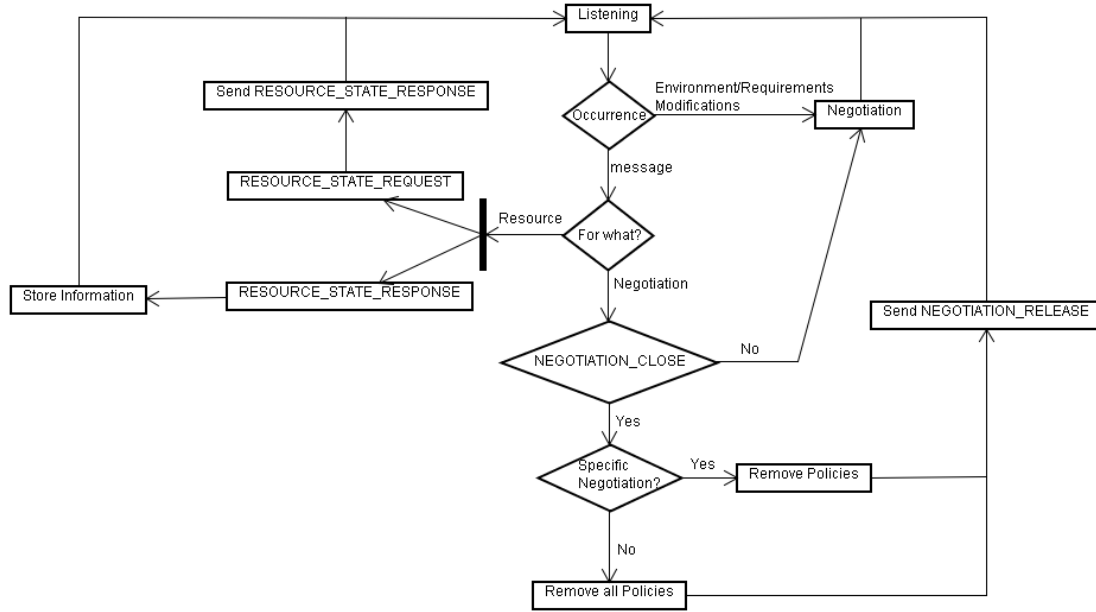 Listening
Send RESOURCE_STATE_RESPONSE
Occurrence
Environment/Requirements
Modifications
Negotiation
message
RESOURCE_STATE_REQUEST
Resource
For what?
Store Information
RESOURCE_STATE_RESPONSE
Negotiation
Send NEGOTIATION_RELEASE
NEGOTIATION_CLOSE
No
Yes
Specific
Negotiation?
Yes
Remove Policies
No
Remove all Policies